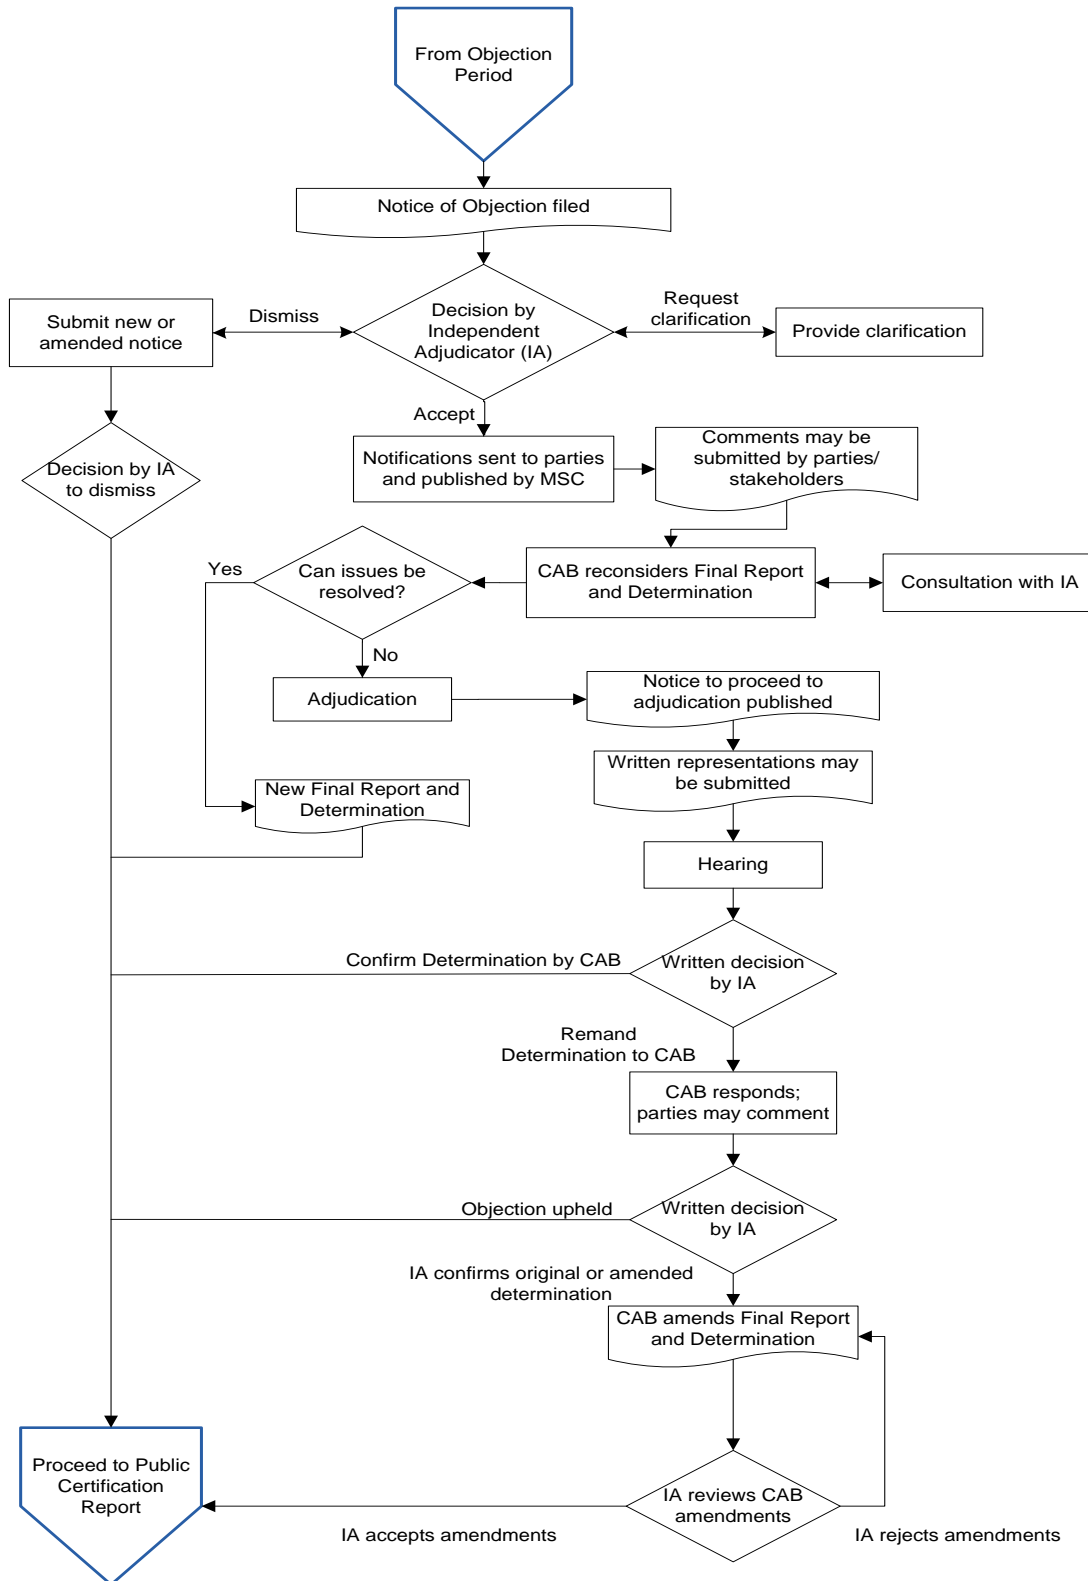 From Objection
Period
Notice of Objection filed
Submit new or
amended notice
Dismiss
Decision by
Independent
Adjudicator (IA)
Request
clarification
Provide clarification
Accept
Decision by IA
to dismiss
Notifications sent to parties
and published by MSC
Comments may be
submitted by parties/
stakeholders
Yes
Can issues be
resolved?
CAB reconsiders Final Report
and Determination
Consultation with IA
No
Adjudication
Notice to proceed to
adjudication published
New Final Report and
Determination
Written representations may
be submitted
Hearing
Confirm Determination by CAB
Written decision
by IA
Remand
Determination to CAB
CAB responds;
parties may comment
Objection upheld
Written decision
by IA
IA confirms original or amended
determination
CAB amends Final Report
and Determination
Proceed to Public
Certification
Report
IA reviews CAB
amendments
IA accepts amendments
IA rejects amendments